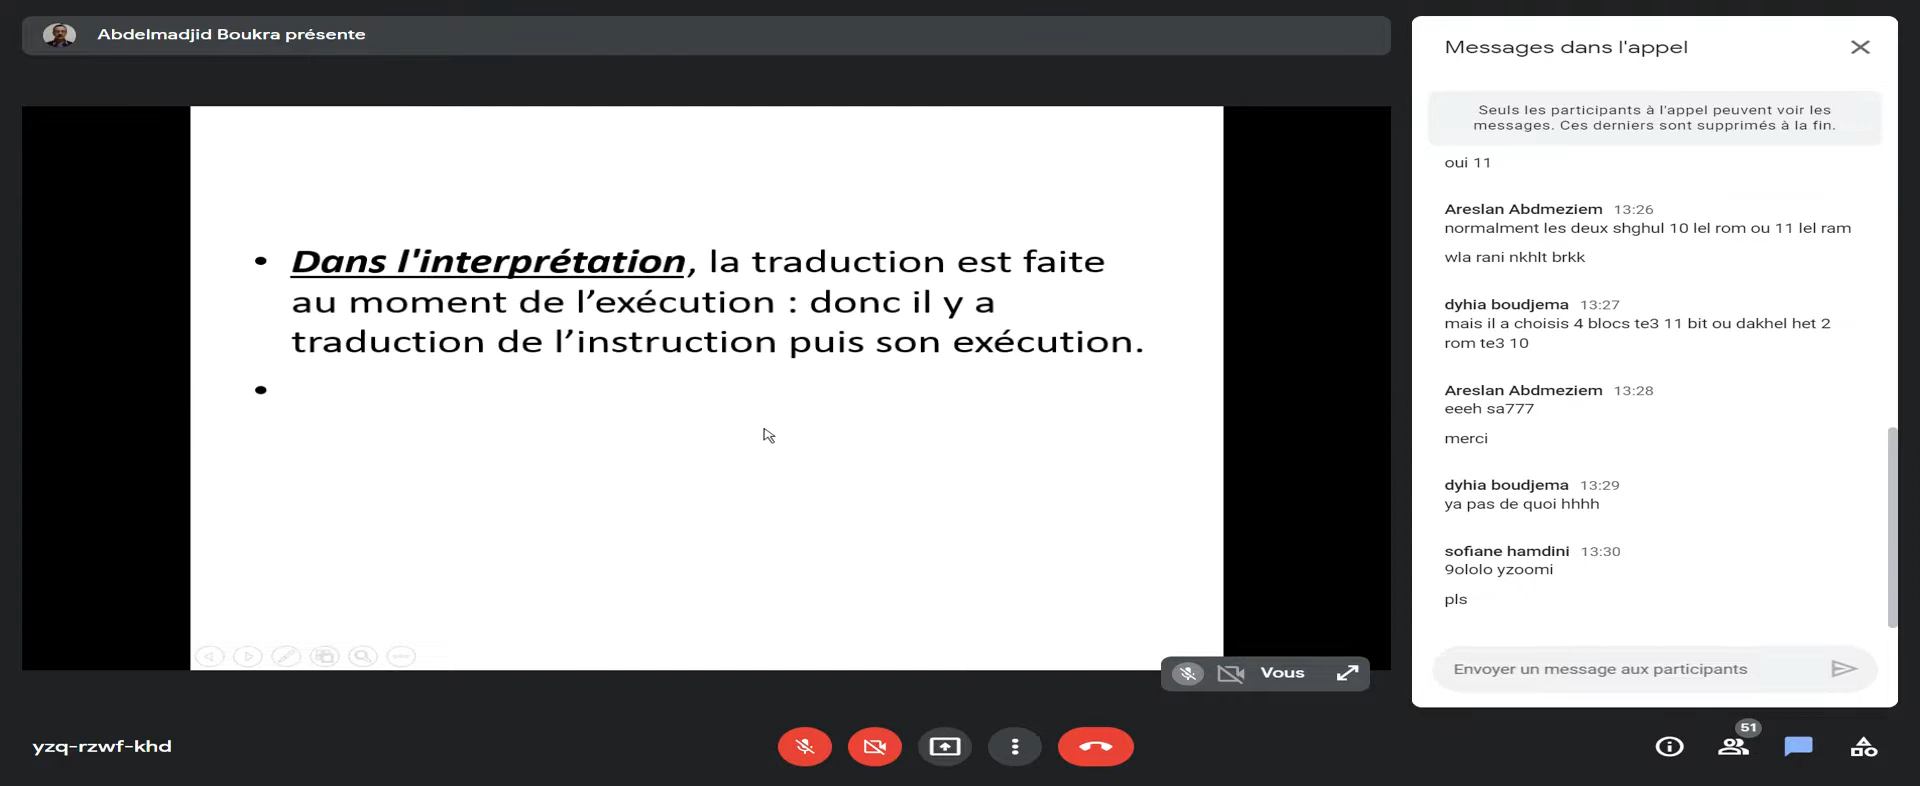 Abdelmadjid Boukra présente
• Dans l'interprétation, la traduction est faite
au moment de l’exécution : donc il y a
traduction de l’instruction puis son exécution.
•
Vous
Messages dans l'appel
Seuls les participants à l'appel peuvent voir les
messages. Ces derniers sont supprimés à la fin.
oui 11
Areslan Abdmeziem 13:26
normalment les deux shghul 10 lel rom ou 11 lel ram
wla rani nkhlt brkk
dyhia boudjema 13:27
mais il a choisis 4 blocs te3 11 bit ou dakhel het 2
rom te3 10
Areslan Abdmeziem 13:28
eeeh sa777
merci
dyhia boudjema 13:29
ya pas de quoi hhhh
sofiane hamdini 13:30
9ololo yzoomi
pls
Envoyer un message aux participants
yzq-rzwf-khd
51